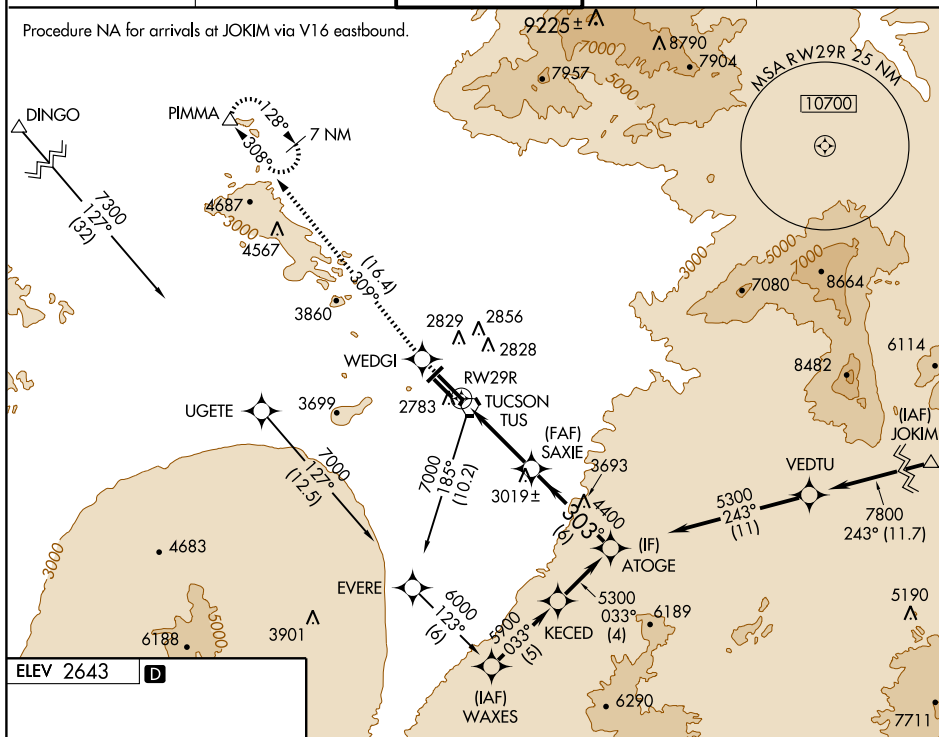 Procedure NA for arrivals at JOKIM via V16 eastbound.
9225±
7000
8790
7904
7957
5000
MSA RW29R 25 NM
10700
DINGO
PIMMA
128°
308°
7 NM
7300
127°
(32)
4687
3000
4567
(16.4)
309°
3860
5000
7000
3000
7080
8664
2829
2856
2828
WEDGI
RW29R
2783
TUCSON
TUS
8482
6114
UGETE
3699
(FAF)
SAXIE
(IAF)
JOKIM
7000
127°
(12.5)
7000
185°
(10.2)
3019±
3693
4400
303°
(6)
VEDTU
5300
243°
(11)
7800
243° (11.7)
(IF)
ATOGE
3000
4683
EVERE
6000
123°
(6)
5900
033°
(5)
KECED
5300
033°
(4)
6189
5190
3901
6188
5000
ELEV 2643
D
(IAF)
WAXES
6290
7711